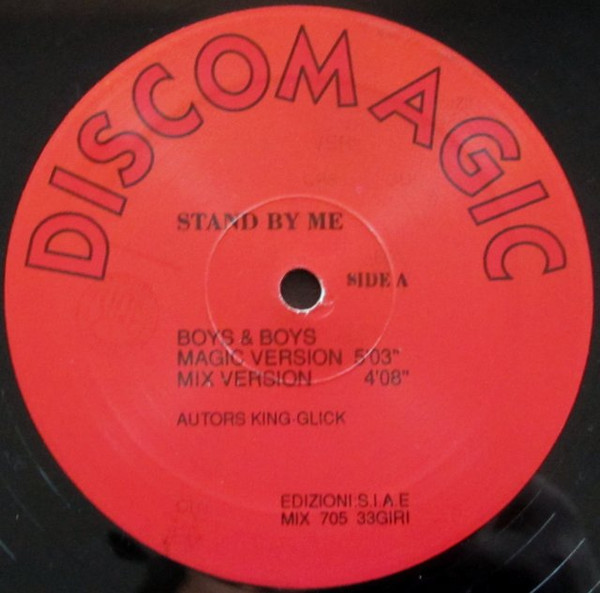 DISCOMAGIC
STAND BY ME
SIDE A
BOYS & BOYS
MAGIC VERSION 5'03"
MIX VERSION 4'08"
AUTORS KING-GLICK
EDIZIONI.S.I.A.E
MIX 705 33GIRI